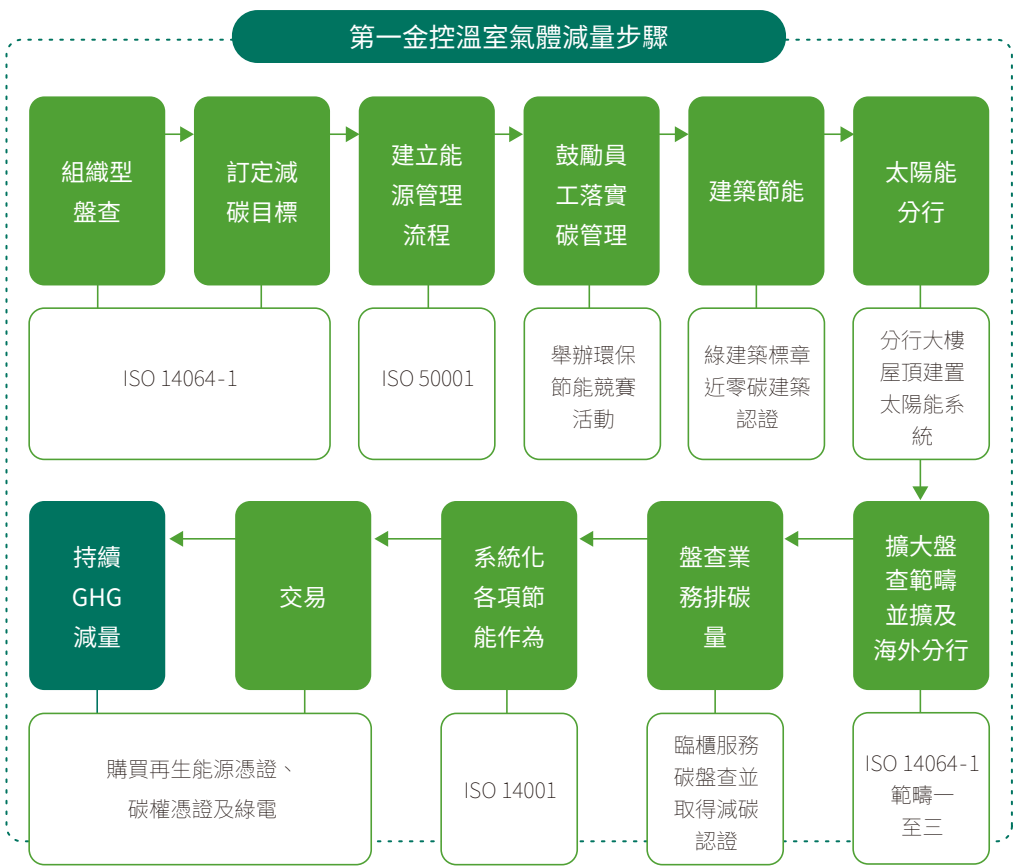 第一金控溫室氣體減量步驟
組織型
盤查
訂定減
碳目標
建立能
源管理
流程
鼓勵員
工落實
碳管理
建築節能
太陽能
分行
ISO 14064-1
ISO 50001
舉辦環保
節能競賽
活動
綠建築標章
近零碳建築
認證
分行大樓
屋頂建置
太陽能系
統
擴大盤
查範疇
並擴及
海外分行
盤查業
務排碳
量
系統化
各項節
能作為
交易
持續
GHG
減量
ISO 14064-1
範疇一
至三
臨櫃服務
碳盤查並
取得減碳
認證
ISO 14001
購買再生能源憑證、
碳權憑證及綠電